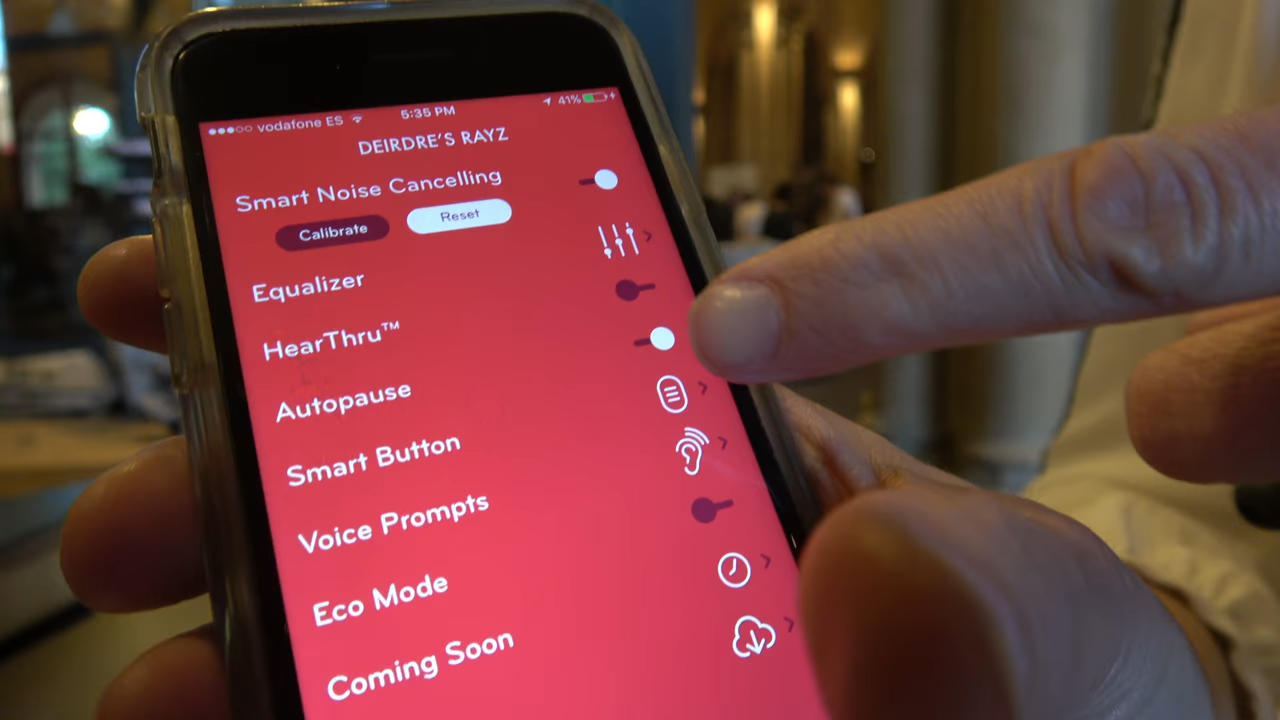 vodafone ES 5:35 PM 41%
DEIRDRE'S RAYZ
Smart Noise Cancelling
Calibrate Reset
Equalizer
HearThru™
Autopause
Smart Button
Voice Prompts
Eco Mode
Coming Soon